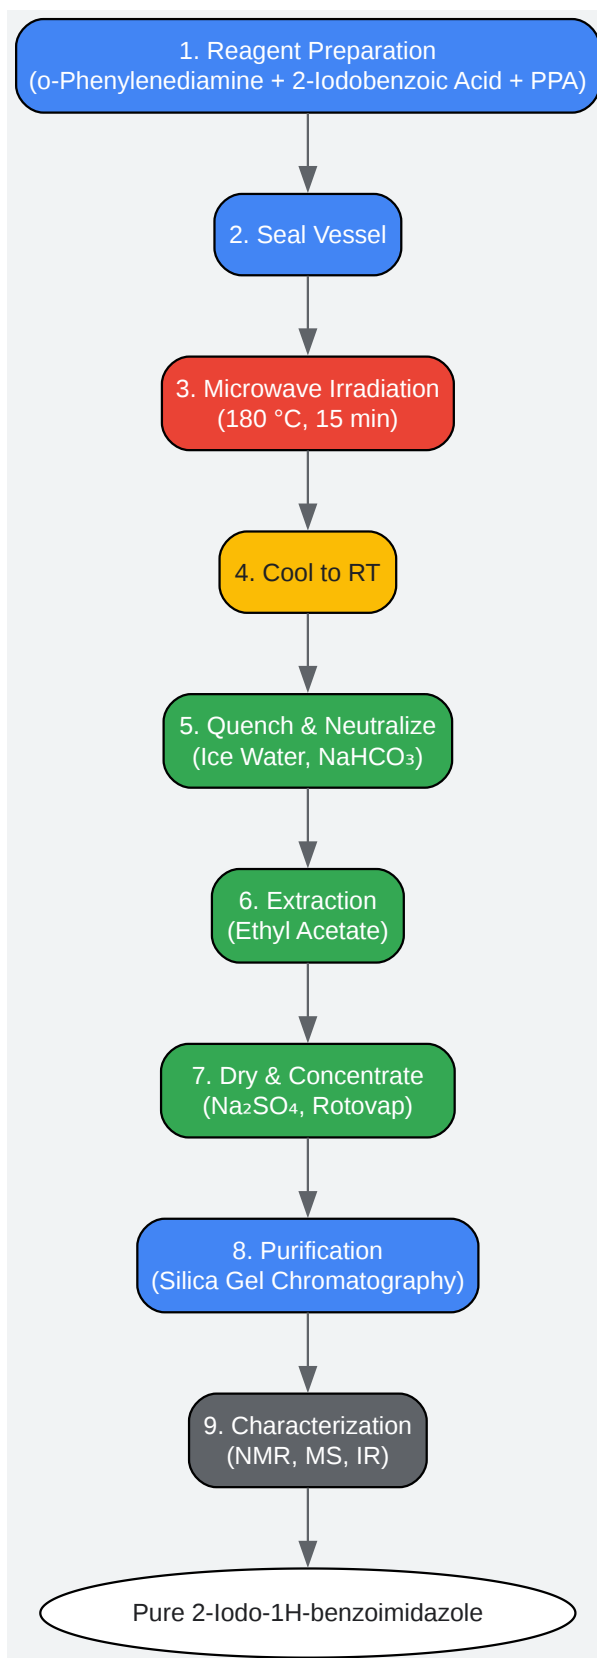 1. Reagent Preparation
(o-Phenylenediamine + 2-Iodobenzoic Acid + PPA)
2. Seal Vessel
3. Microwave Irradiation
(180 °C, 15 min)
4. Cool to RT
5. Quench & Neutralize
(Ice Water, NaHCO₃)
6. Extraction
(Ethyl Acetate)
7. Dry & Concentrate
(Na₂SO₄, Rotovap)
8. Purification
(Silica Gel Chromatography)
9. Characterization
(NMR, MS, IR)
Pure 2-Iodo-1H-benzoimidazole